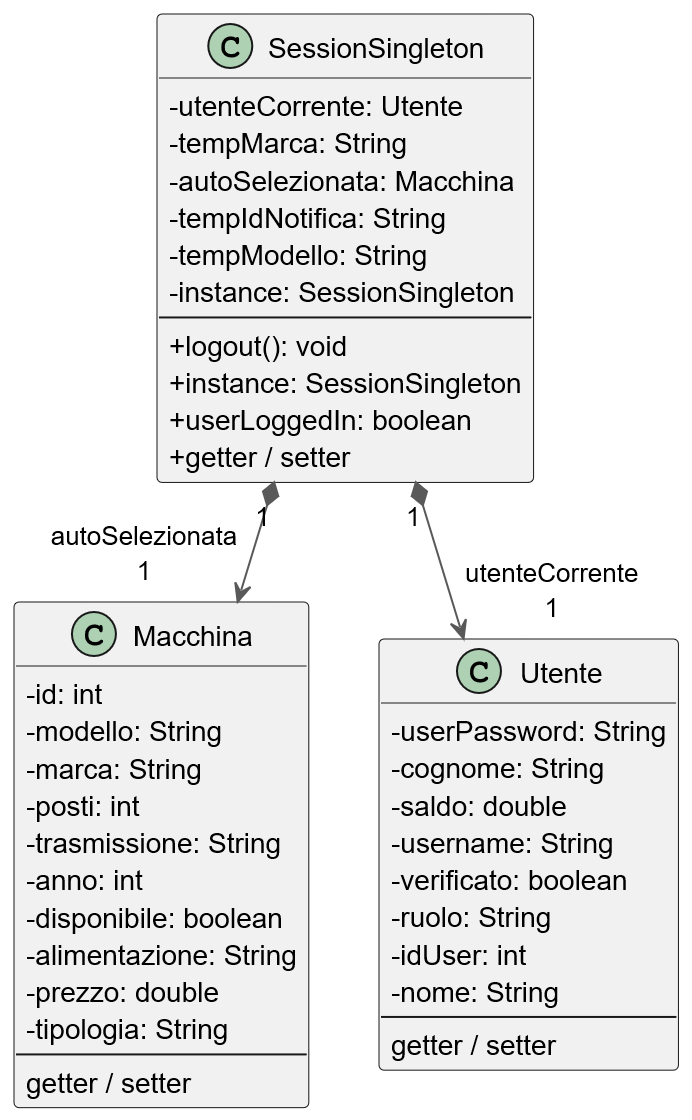 C SessionSingleton
-utenteCorrente: Utente
-tempMarca: String
-autoSelezionata: Macchina
-tempIdNotifica: String
-tempModello: String
-instance: SessionSingleton
+logout(): void
+instance: SessionSingleton
+userLoggedIn: boolean
+getter / setter
1
1
autoSelezionata
1
utenteCorrente
1
C Macchina
-id: int
-modello: String
-marca: String
-posti: int
-trasmissione: String
-anno: int
-disponibile: boolean
-alimentazione: String
-prezzo: double
-tipologia: String
getter / setter
C Utente
-userPassword: String
-cognome: String
-saldo: double
-username: String
-verificato: boolean
-ruolo: String
-idUser: int
-nome: String
getter / setter